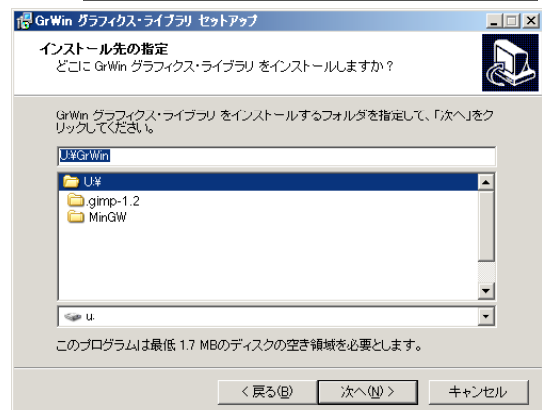 GrWin グラフィクス・ライブラリ セットアップ
インストール先の指定
どこに GrWin グラフィクス・ライブラリ をインストールしますか？
GrWin グラフィクス・ライブラリ をインストールするフォルダを指定して、「次へ」をク
リックしてください。
U:¥GrWin
U:¥
.gimp-1.2
MinGW
u:
このプログラムは最低 1.7 MBのディスクの空き領域を必要とします。
< 戻る(B)
次へ(N) >
キャンセル